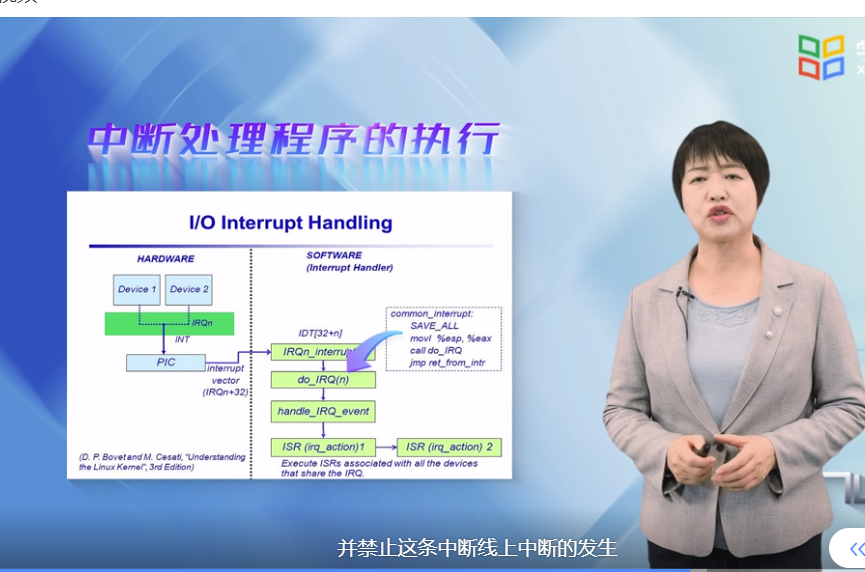 中断处理程序的执行
I/O Interrupt Handling
HARDWARE
Device 1
Device 2
IRQn
INT
PIC
interrupt
vector
(IRQn+32)
SOFTWARE
(Interrupt Handler)
IDT[32+n]
do_IRQ(n)
handle_IRQ_event
ISR (irq_action)1
ISR (irq_action) 2
Execute ISRs associated with all the devices
that share the IRQ.
common_interrupt:
SAVE_ALL
movl %esp, %eax
call do_IRQ
jmp ret_from_intr
(D. P. Bovet and M. Cesati, "Understanding
the Linux Kernel", 3rd Edition)
并禁止这条中断线上中断的发生